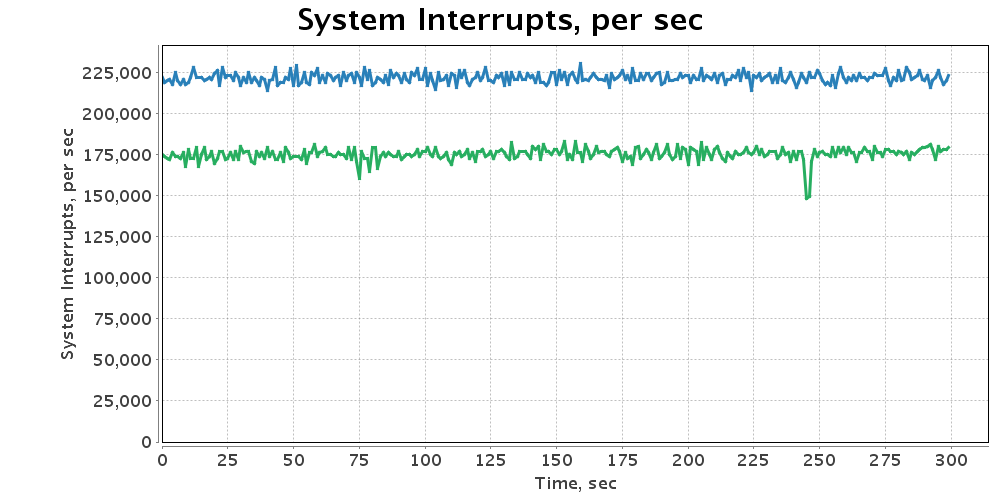 System Interrupts, per sec
System Interrupts, per sec
225,000
200,000
175,000
150,000
125,000
100,000
75,000
50,000
25,000
0
0 25 50 75 100 125 150 175 200 225 250 275 300
Time, sec